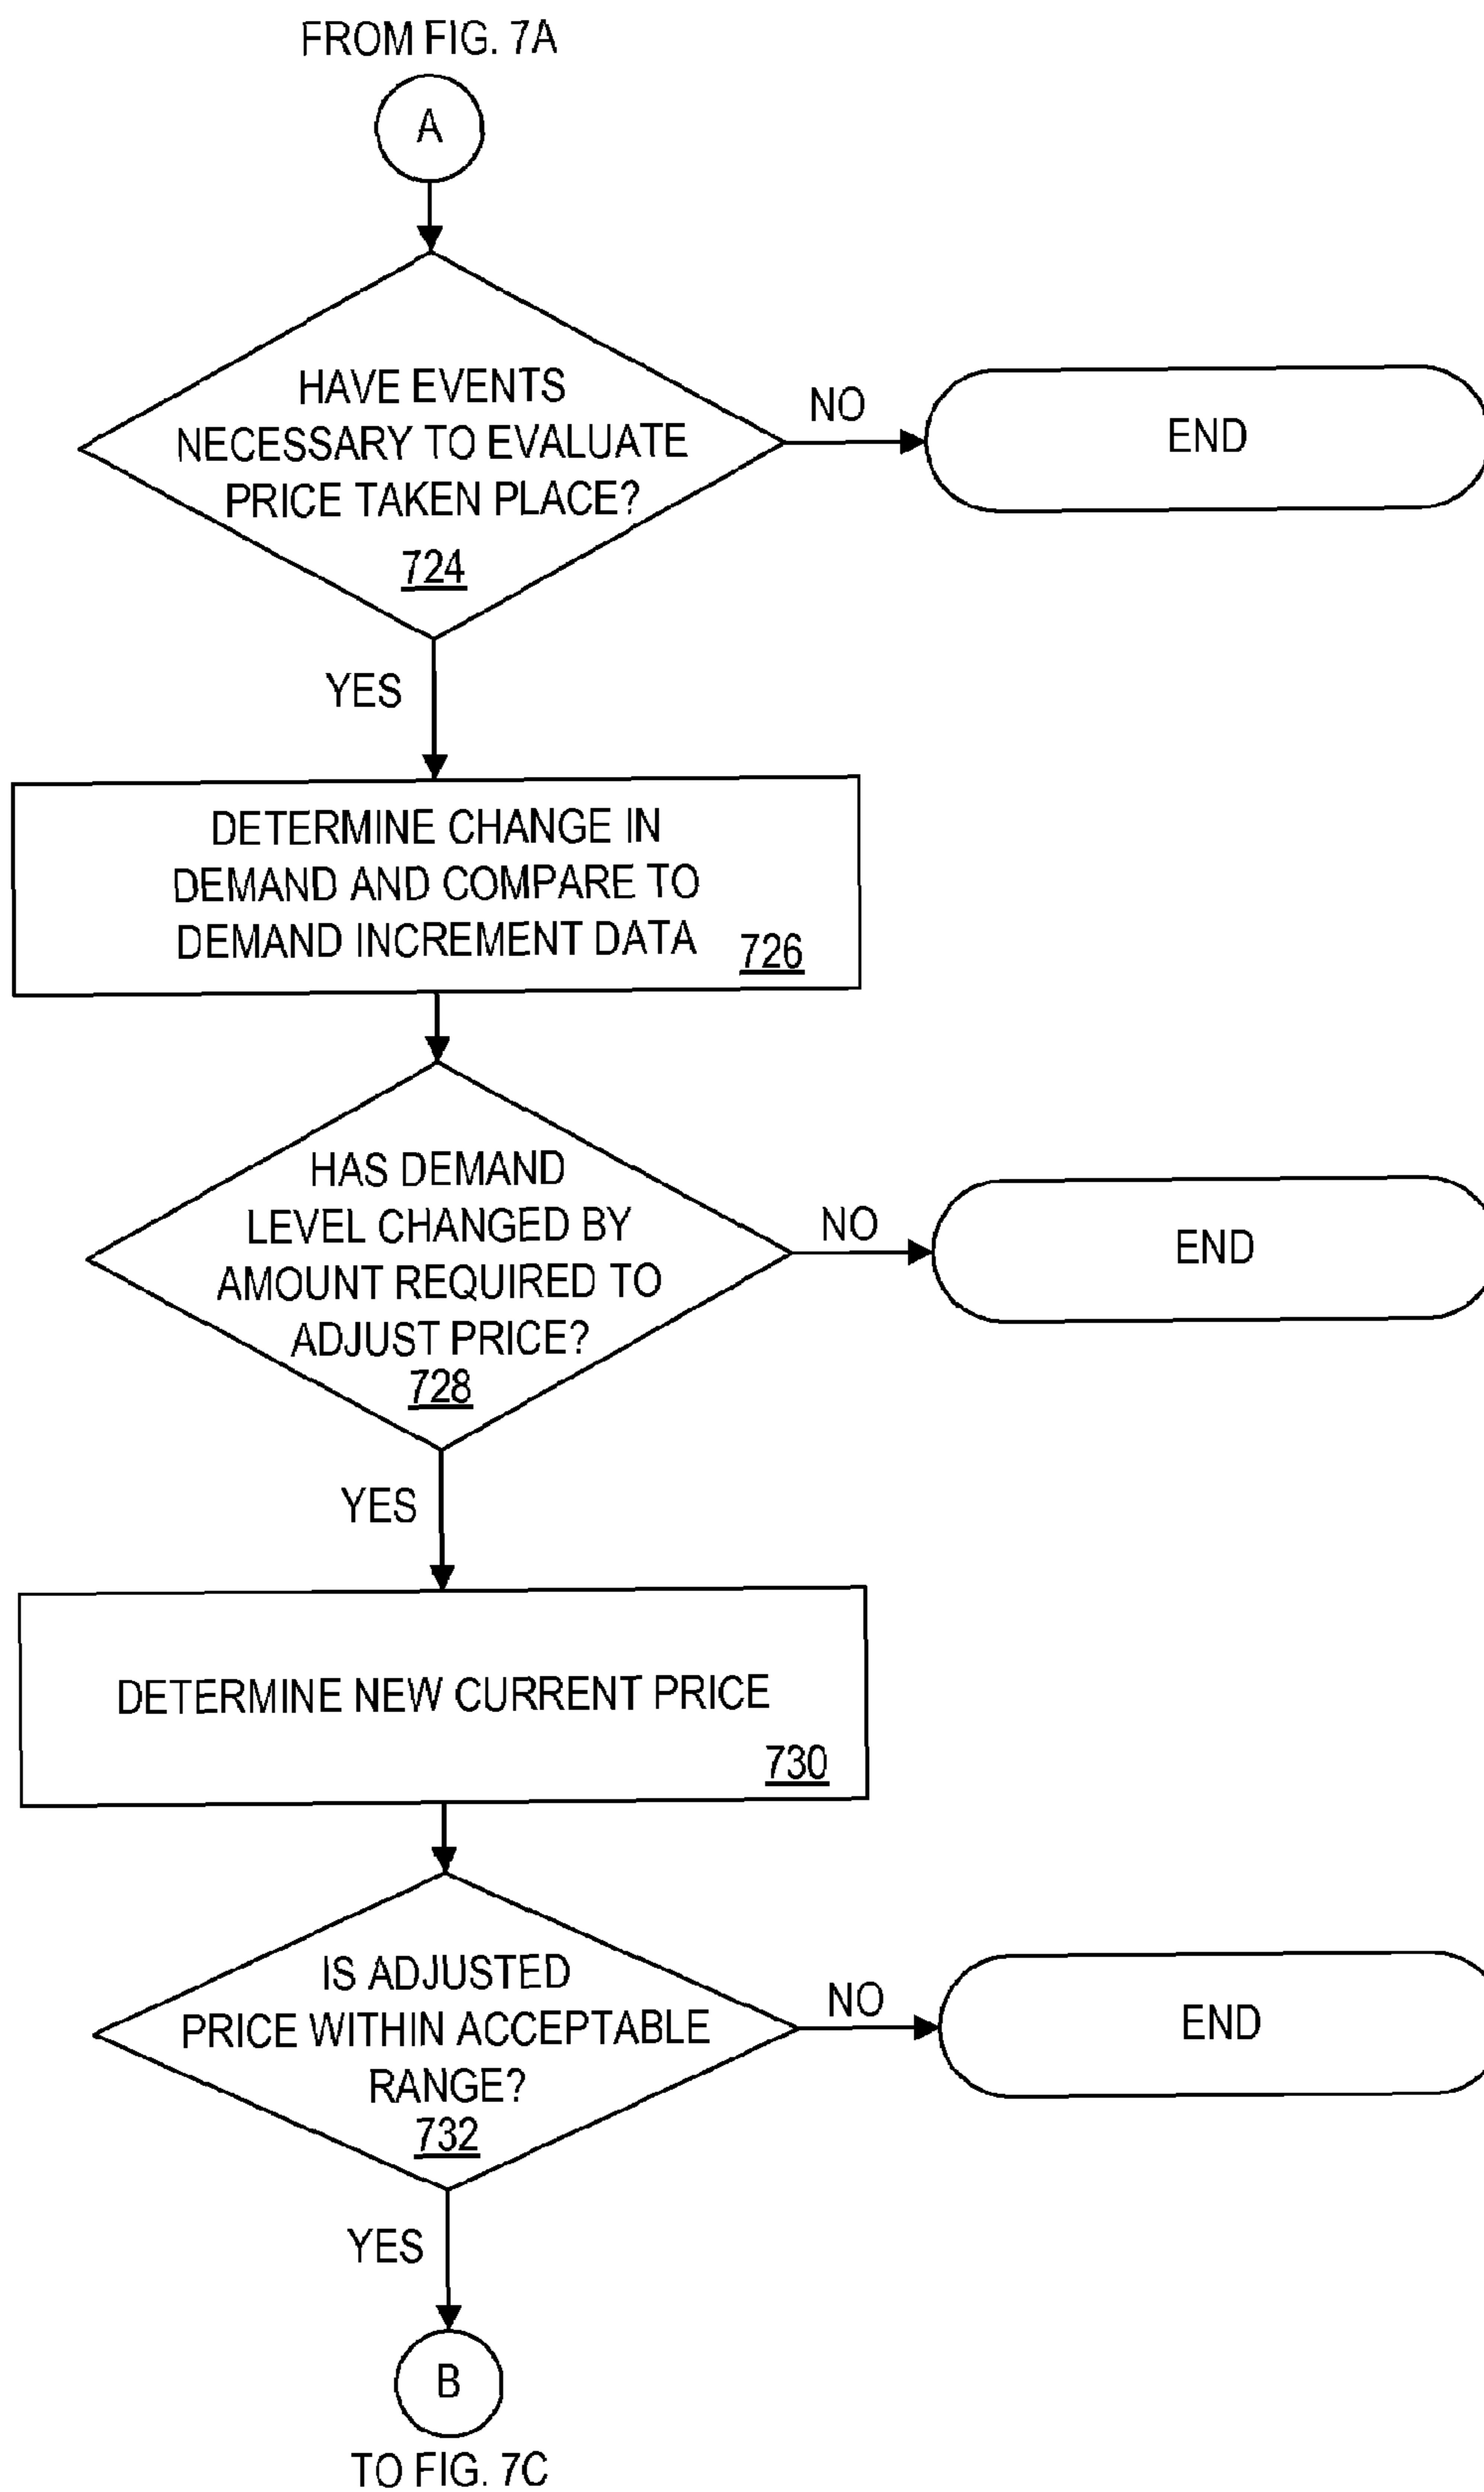 FROM FIG. 7A
A
HAVE EVENTS
NECESSARY TO EVALUATE
PRICE TAKEN PLACE?
724
NO
END
YES
DETERMINE CHANGE IN
DEMAND AND COMPARE TO
DEMAND INCREMENT DATA
726
HAS DEMAND
LEVEL CHANGED BY
AMOUNT REQUIRED TO
ADJUST PRICE?
728
NO
END
YES
DETERMINE NEW CURRENT PRICE
730
IS ADJUSTED
PRICE WITHIN ACCEPTABLE
RANGE?
732
NO
END
YES
B
TO FIG. 7C